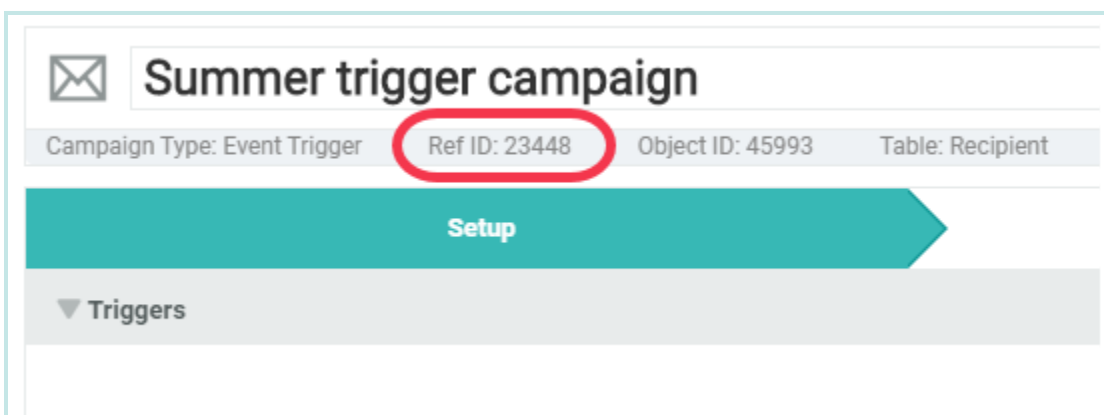 Summer trigger campaign
Campaign Type: Event Trigger Ref ID: 23448 Object ID: 45993 Table: Recipient
Setup
Triggers